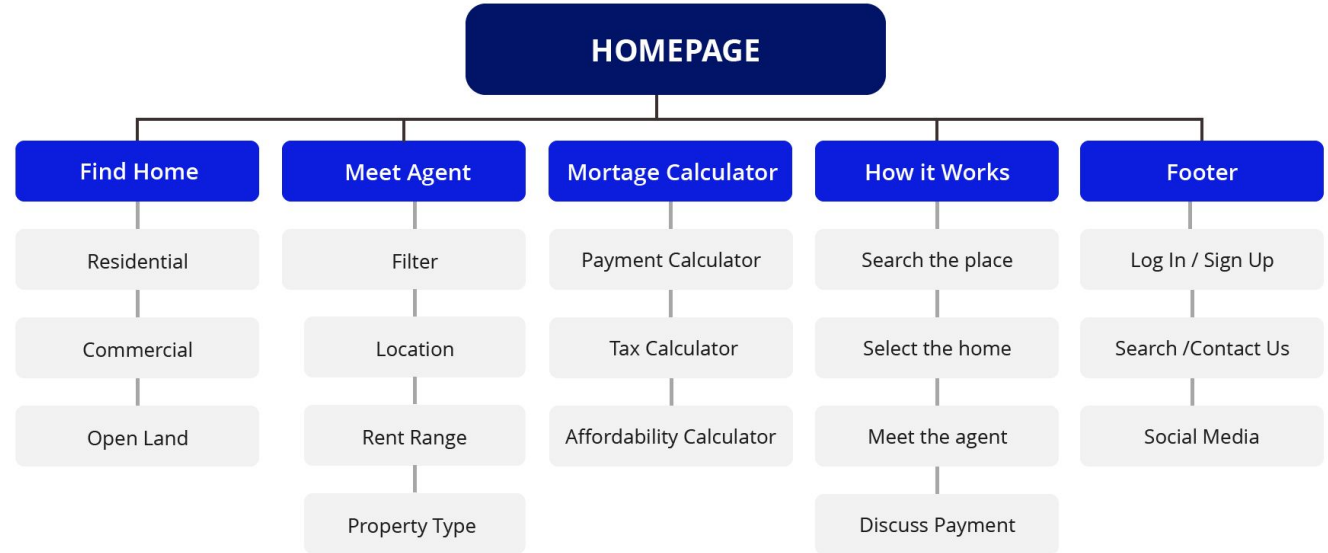 HOMEPAGE
Find Home
Residential
Commercial
Open Land
Meet Agent
Filter
Location
Rent Range
Property Type
Mortage Calculator
Payment Calculator
Tax Calculator
Affordability Calculator
How it Works
Search the place
Select the home
Meet the agent
Discuss Payment
Footer
Log In / Sign Up
Search /Contact Us
Social Media